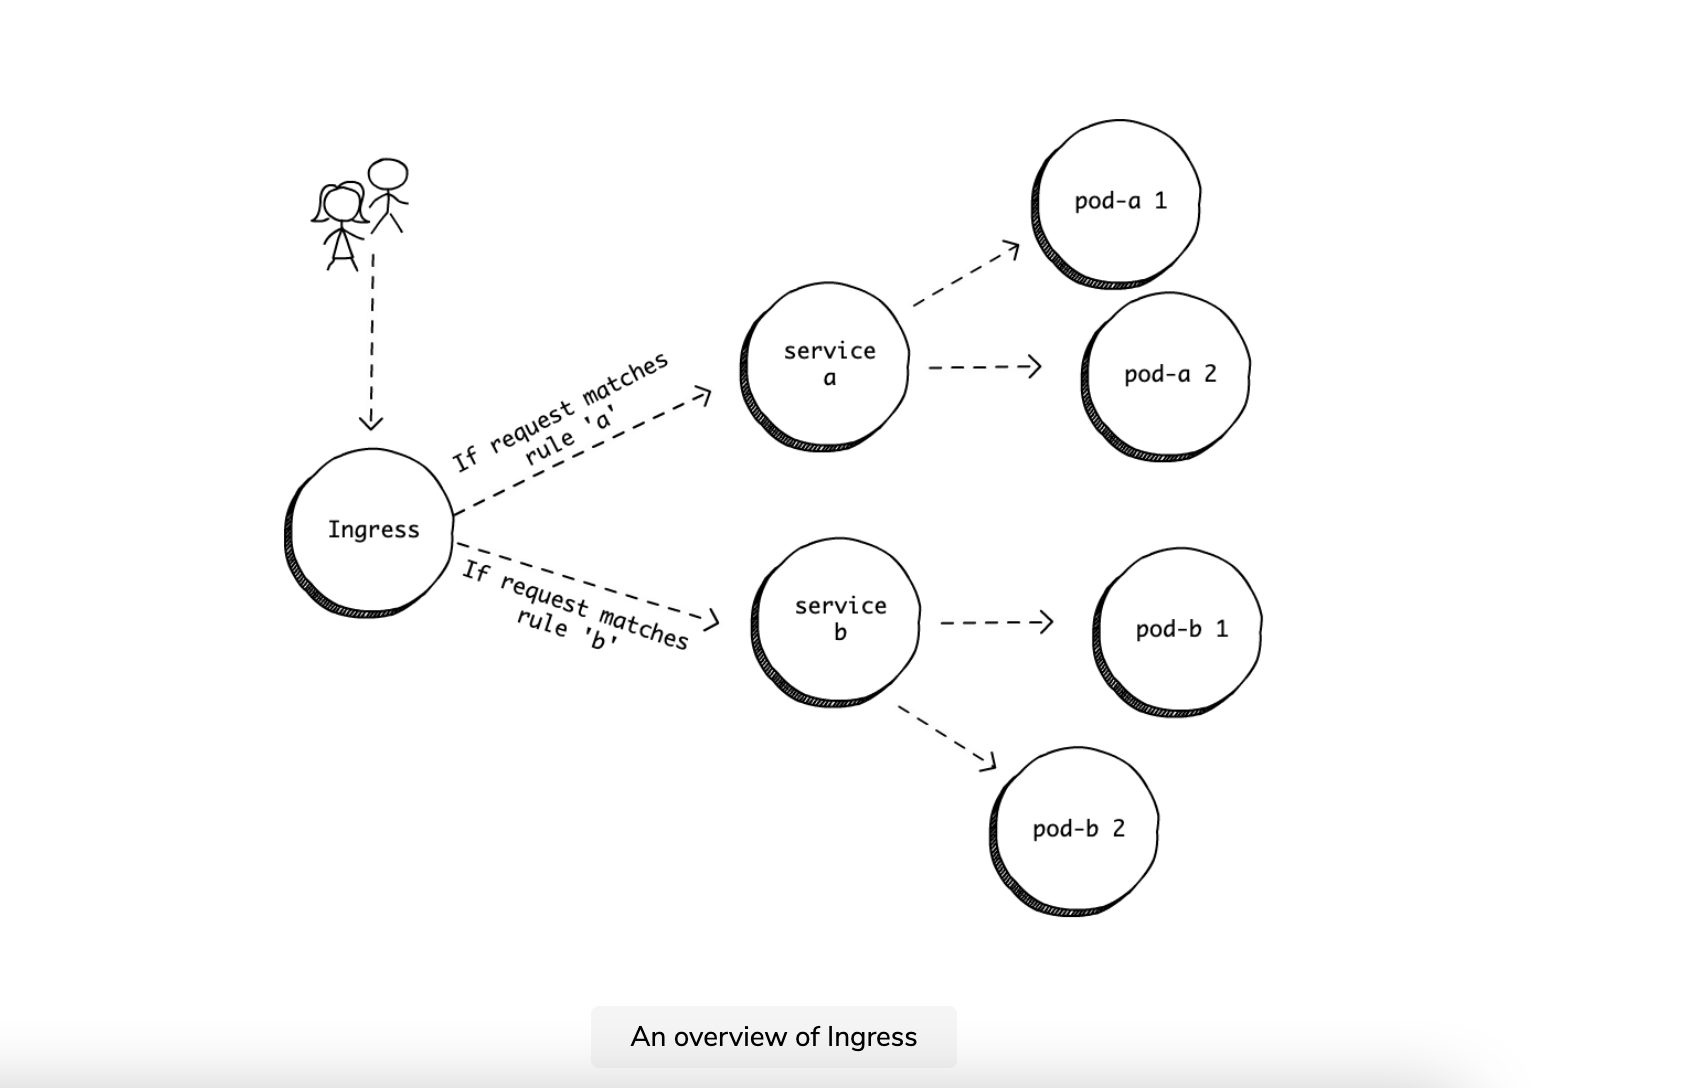 pod-a 1
If request matches
rule 'a'
service
a
pod-a 2
Ingress
If request matches
rule 'b'
service
b
pod-b 1
pod-b 2
An overview of Ingress